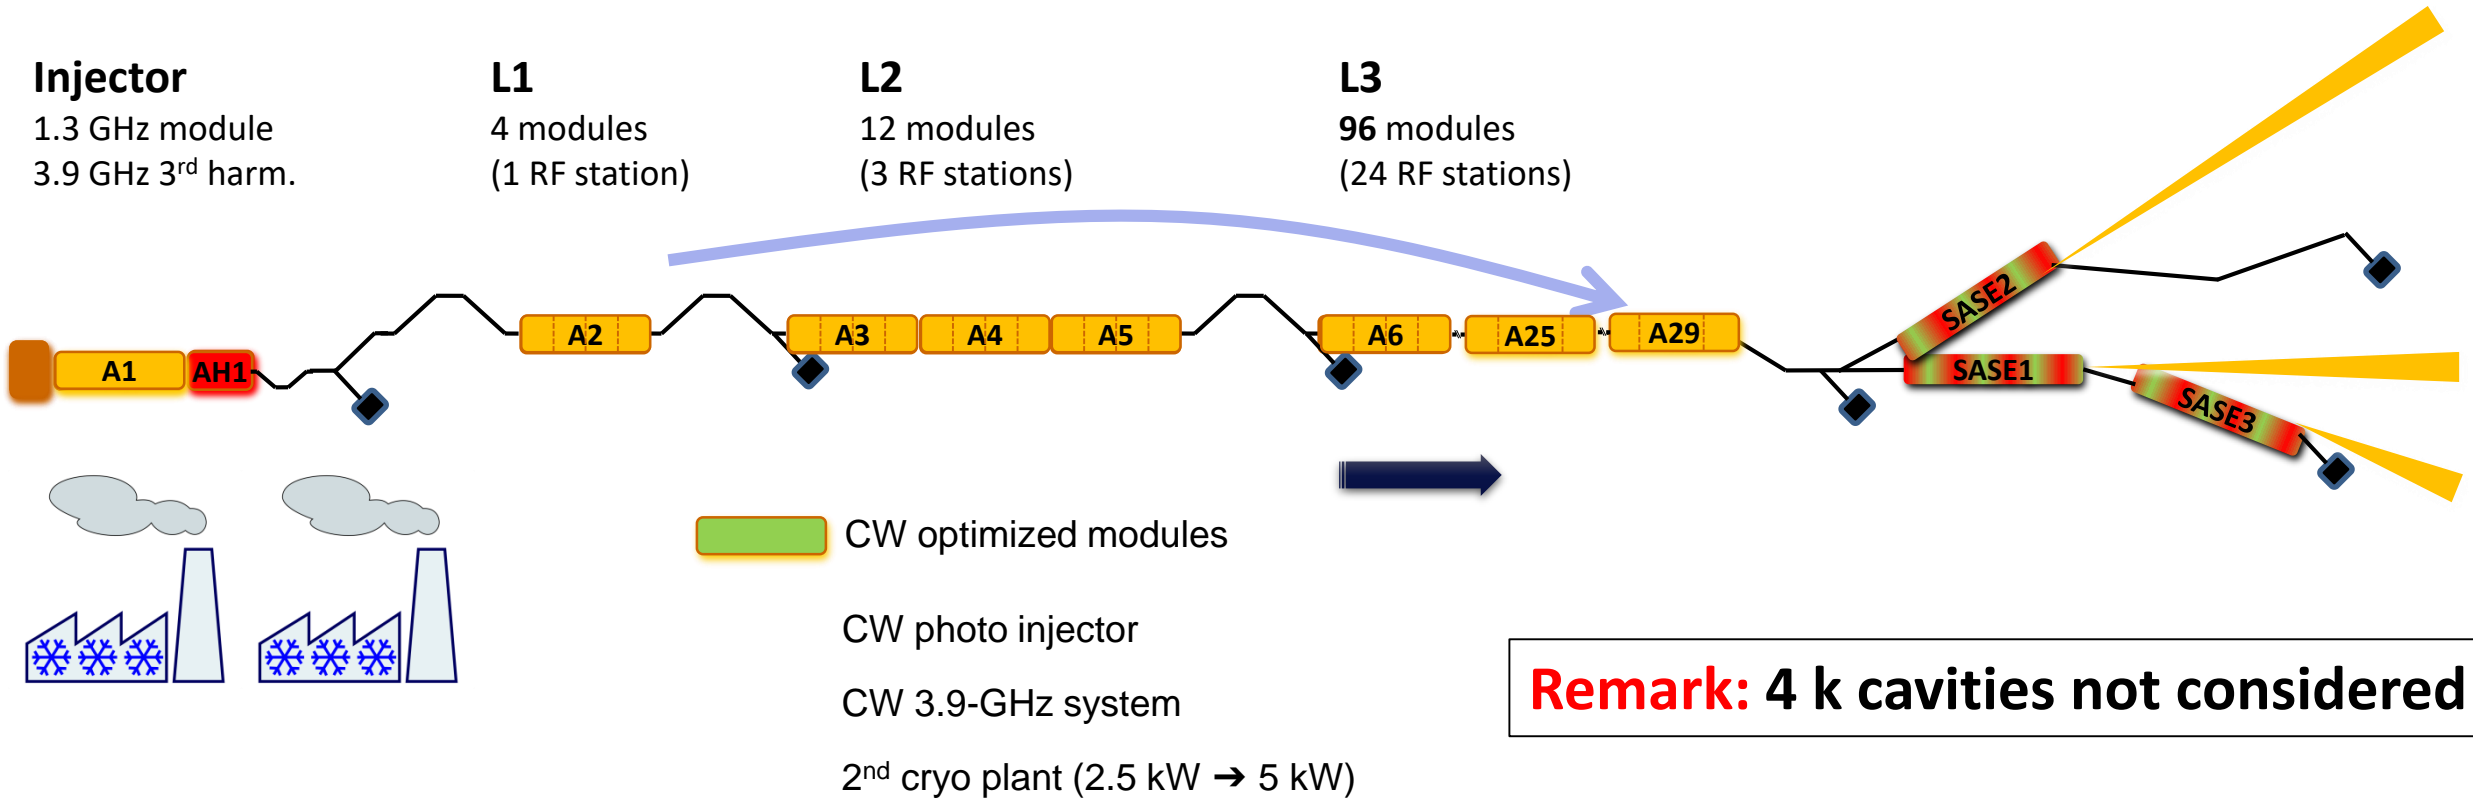 Injector
1.3 GHz module
3.9 GHz 3rd harm.
L1
4 modules
(1 RF station)
L2
12 modules
(3 RF stations)
L3
96 modules
(24 RF stations)
A1
AH1
A2
A3
A4
A5
A6
A25
A29
SASE2
SASE1
SASE3
CW optimized modules
CW photo injector
CW 3.9-GHz system
2nd cryo plant (2.5 kW ➔ 5 kW)
Remark: 4 k cavities not considered